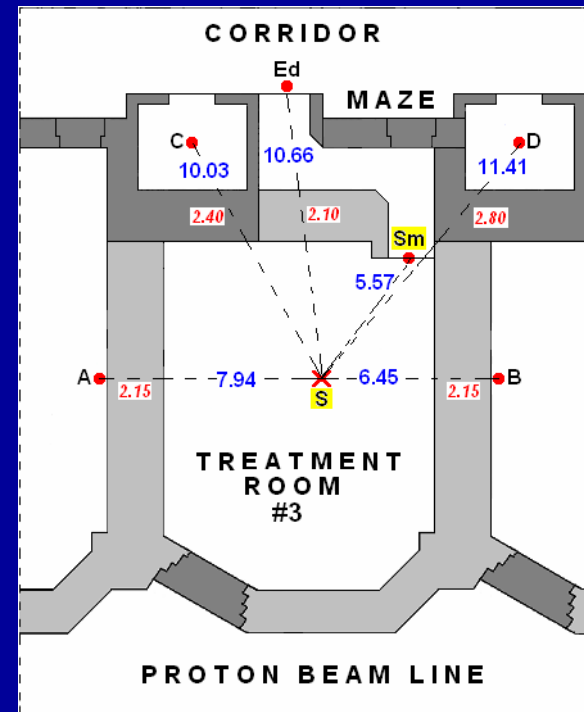 CORRIDOR
Ed
MAZE
C
D
10.03
10.66
11.41
2.40
2.10
2.80
Sm
5.57
A
7.94
6.45
B
2.15
S
2.15
TREATMENT
ROOM
#3
PROTON BEAM LINE